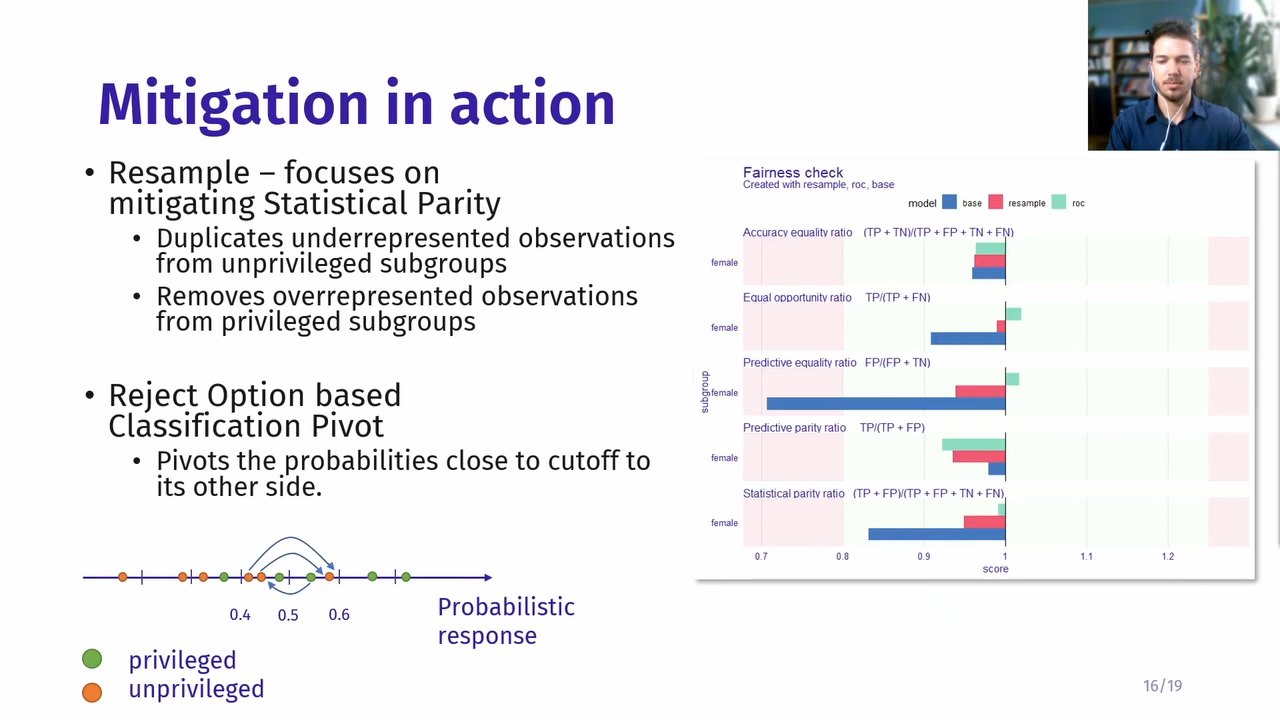 Mitigation in action
• Resample – focuses on
mitigating Statistical Parity
• Duplicates underrepresented observations
from unprivileged subgroups
• Removes overrepresented observations
from privileged subgroups
• Reject Option based
Classification Pivot
• Pivots the probabilities close to cutoff to
its other side.
0.4 0.5 0.6
Probabilistic
response
privileged
unprivileged
Fairness check
Created with resample, roc, base
model base resample roc
Accuracy equality ratio (TP + TN)/(TP + FP + TN + FN)
female
Equal opportunity ratio TP/(TP + FN)
female
Predictive equality ratio FP/(FP + TN)
female
Predictive parity ratio TP/(TP + FP)
female
Statistical parity ratio (TP + FP)/(TP + FP + TN + FN)
female
subgroup
0.7 0.8 0.9 1 1.1 1.2
score
16/19